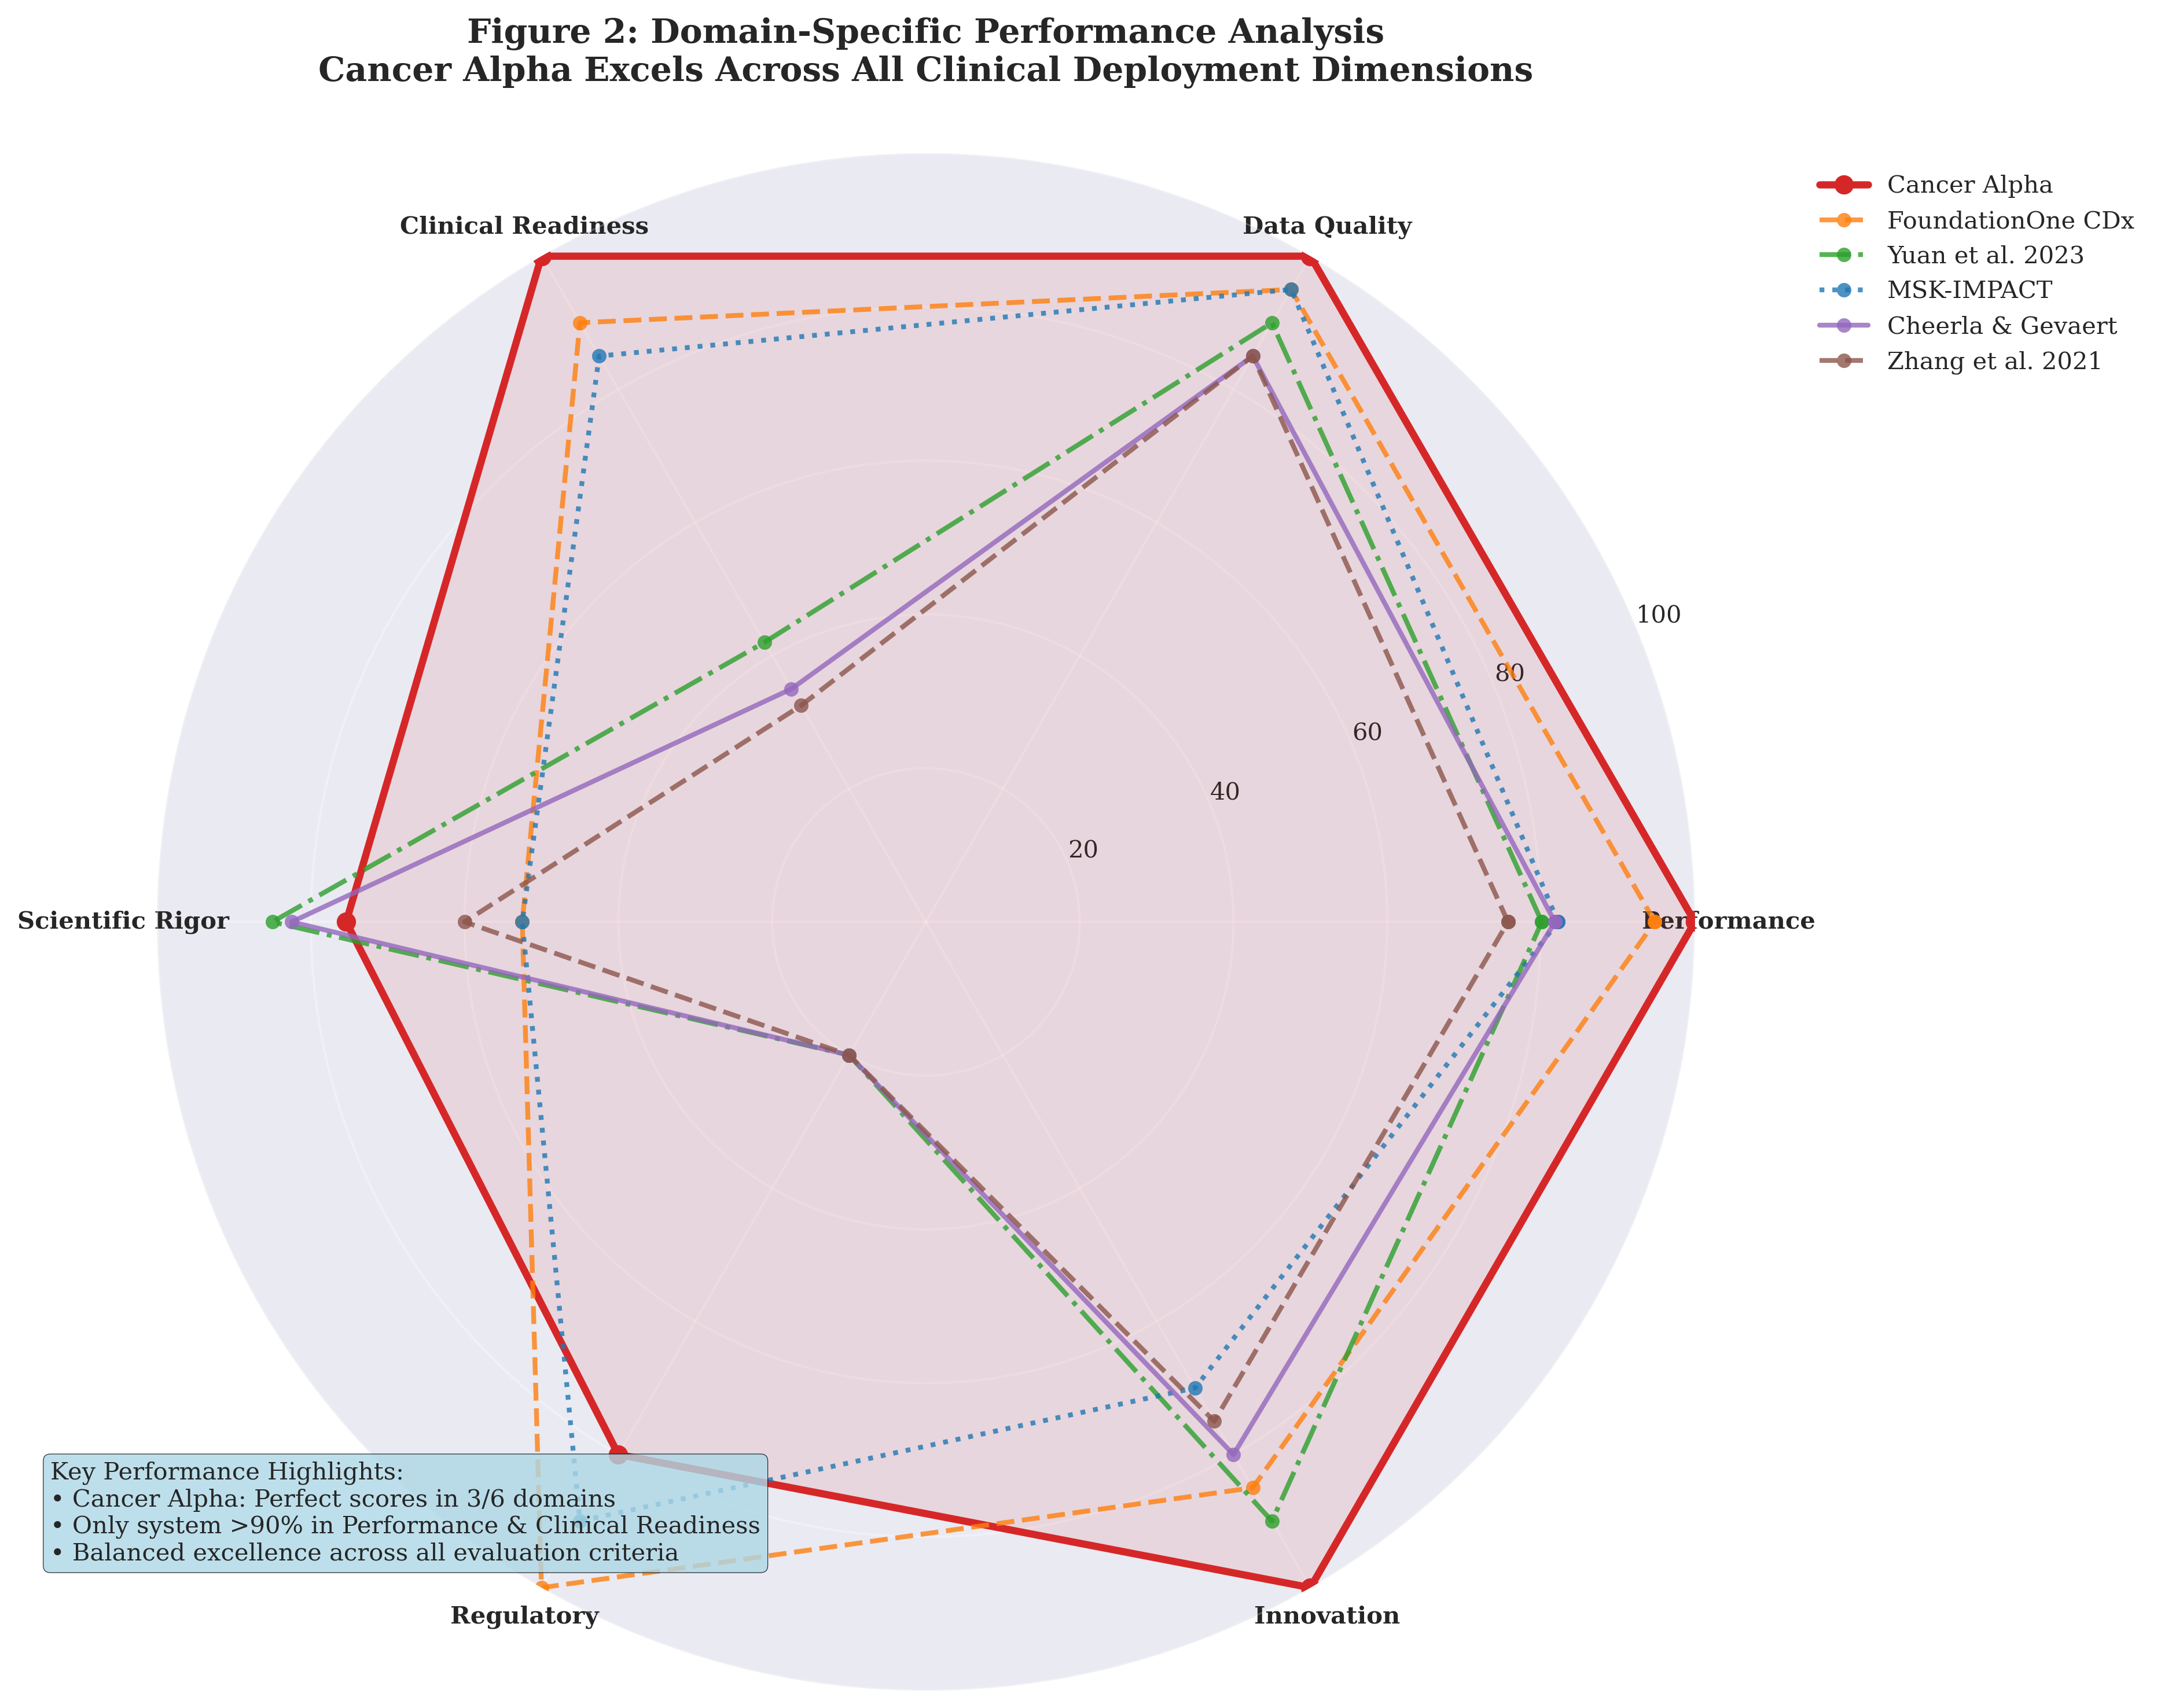 Figure 2: Domain-Specific Performance Analysis
Cancer Alpha Excels Across All Clinical Deployment Dimensions
Clinical Readiness
Data Quality
Cancer Alpha
FoundationOne CDx
Yuan et al. 2023
MSK-IMPACT
Cheerla & Gevaert
Zhang et al. 2021
100
80
60
40
20
Scientific Rigor
Performance
Key Performance Highlights:
• Cancer Alpha: Perfect scores in 3/6 domains
• Only system >90% in Performance & Clinical Readiness
• Balanced excellence across all evaluation criteria
Regulatory
Innovation